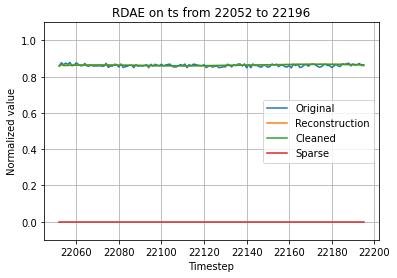 RDAE on ts from 22052 to 22196
1.0
0.8
0.6
0.4
0.2
0.0
Normalized value
Original
Reconstruction
Cleaned
Sparse
22060 22080 22100 22120 22140 22160 22180 22200
Timestep